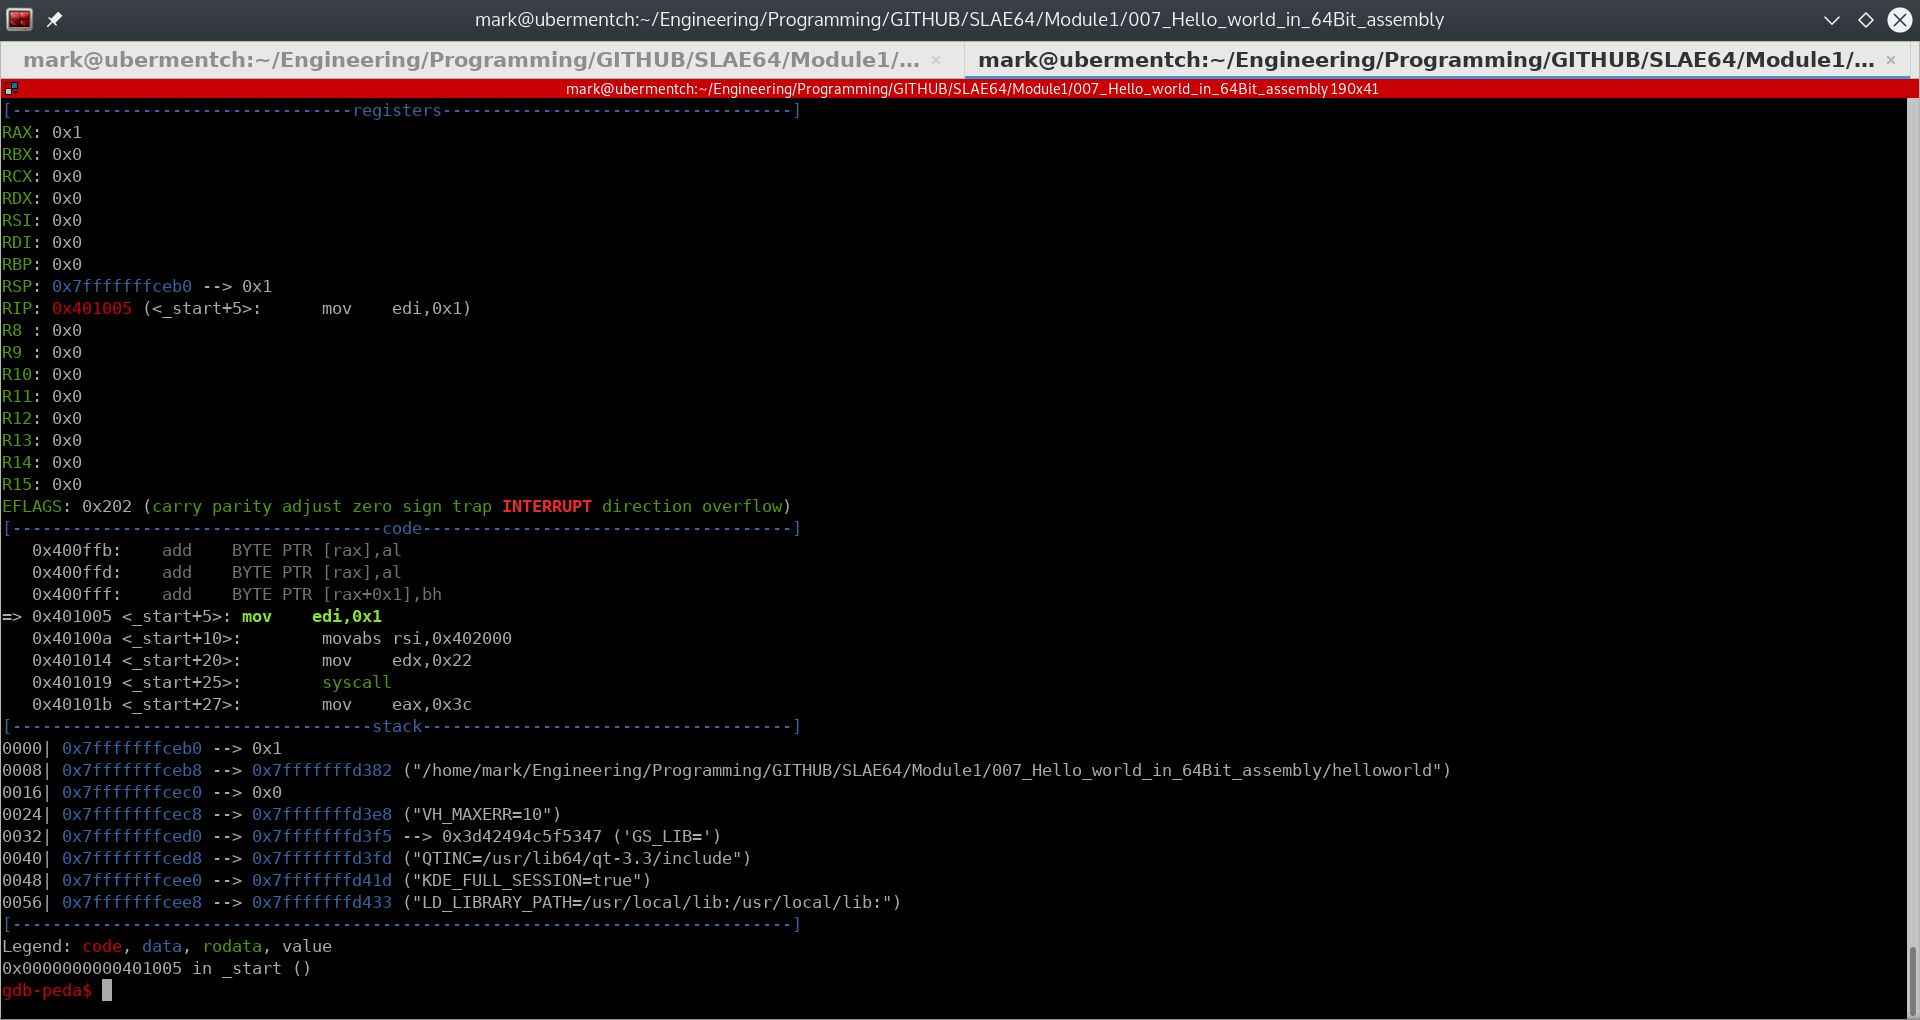 mark@ubermentch:~/Engineering/Programming/GITHUB/SLAE64/Module1/007_Hello_world_in_64Bit_assembly
mark@ubermentch:~/Engineering/Programming/GITHUB/SLAE64/Module1/... × mark@ubermentch:~/Engineering/Programming/GITHUB/SLAE64/Module1/... ×
mark@ubermentch:~/Engineering/Programming/GITHUB/SLAE64/Module1/007_Hello_world_in_64Bit_assembly 190x41
[----------------------------------registers-----------------------------------]
RAX: 0x1
RBX: 0x0
RCX: 0x0
RDX: 0x0
RSI: 0x0
RDI: 0x0
RBP: 0x0
RSP: 0x7fffffffceb0 --> 0x1
RIP: 0x401005 (<_start+5>:      mov    edi,0x1)
R8 : 0x0
R9 : 0x0
R10: 0x0
R11: 0x0
R12: 0x0
R13: 0x0
R14: 0x0
R15: 0x0
EFLAGS: 0x202 (carry parity adjust zero sign trap INTERRUPT direction overflow)
[-------------------------------------code-------------------------------------]
   0x400ffb:    add    BYTE PTR [rax],al
   0x400ffd:    add    BYTE PTR [rax],al
   0x400fff:    add    BYTE PTR [rax+0x1],bh
=> 0x401005 <_start+5>: mov    edi,0x1
   0x40100a <_start+10>:        movabs rsi,0x402000
   0x401014 <_start+20>:        mov    edx,0x22
   0x401019 <_start+25>:        syscall
   0x40101b <_start+27>:        mov    eax,0x3c
[------------------------------------stack-------------------------------------]
0000| 0x7fffffffceb0 --> 0x1
0008| 0x7fffffffceb8 --> 0x7fffffffd382 ("/home/mark/Engineering/Programming/GITHUB/SLAE64/Module1/007_Hello_world_in_64Bit_assembly/helloworld")
0016| 0x7fffffffcec0 --> 0x0
0024| 0x7fffffffcec8 --> 0x7fffffffd3e8 ("VH_MAXERR=10")
0032| 0x7fffffffced0 --> 0x7fffffffd3f5 --> 0x3d42494c5f5347 ('GS_LIB=')
0040| 0x7fffffffced8 --> 0x7fffffffd3fd ("QTINC=/usr/lib64/qt-3.3/include")
0048| 0x7fffffffcee0 --> 0x7fffffffd41d ("KDE_FULL_SESSION=true")
0056| 0x7fffffffcee8 --> 0x7fffffffd433 ("LD_LIBRARY_PATH=/usr/local/lib:/usr/local/lib:")
[------------------------------------------------------------------------------]
Legend: code, data, rodata, value
0x0000000000401005 in _start ()
gdb-peda$